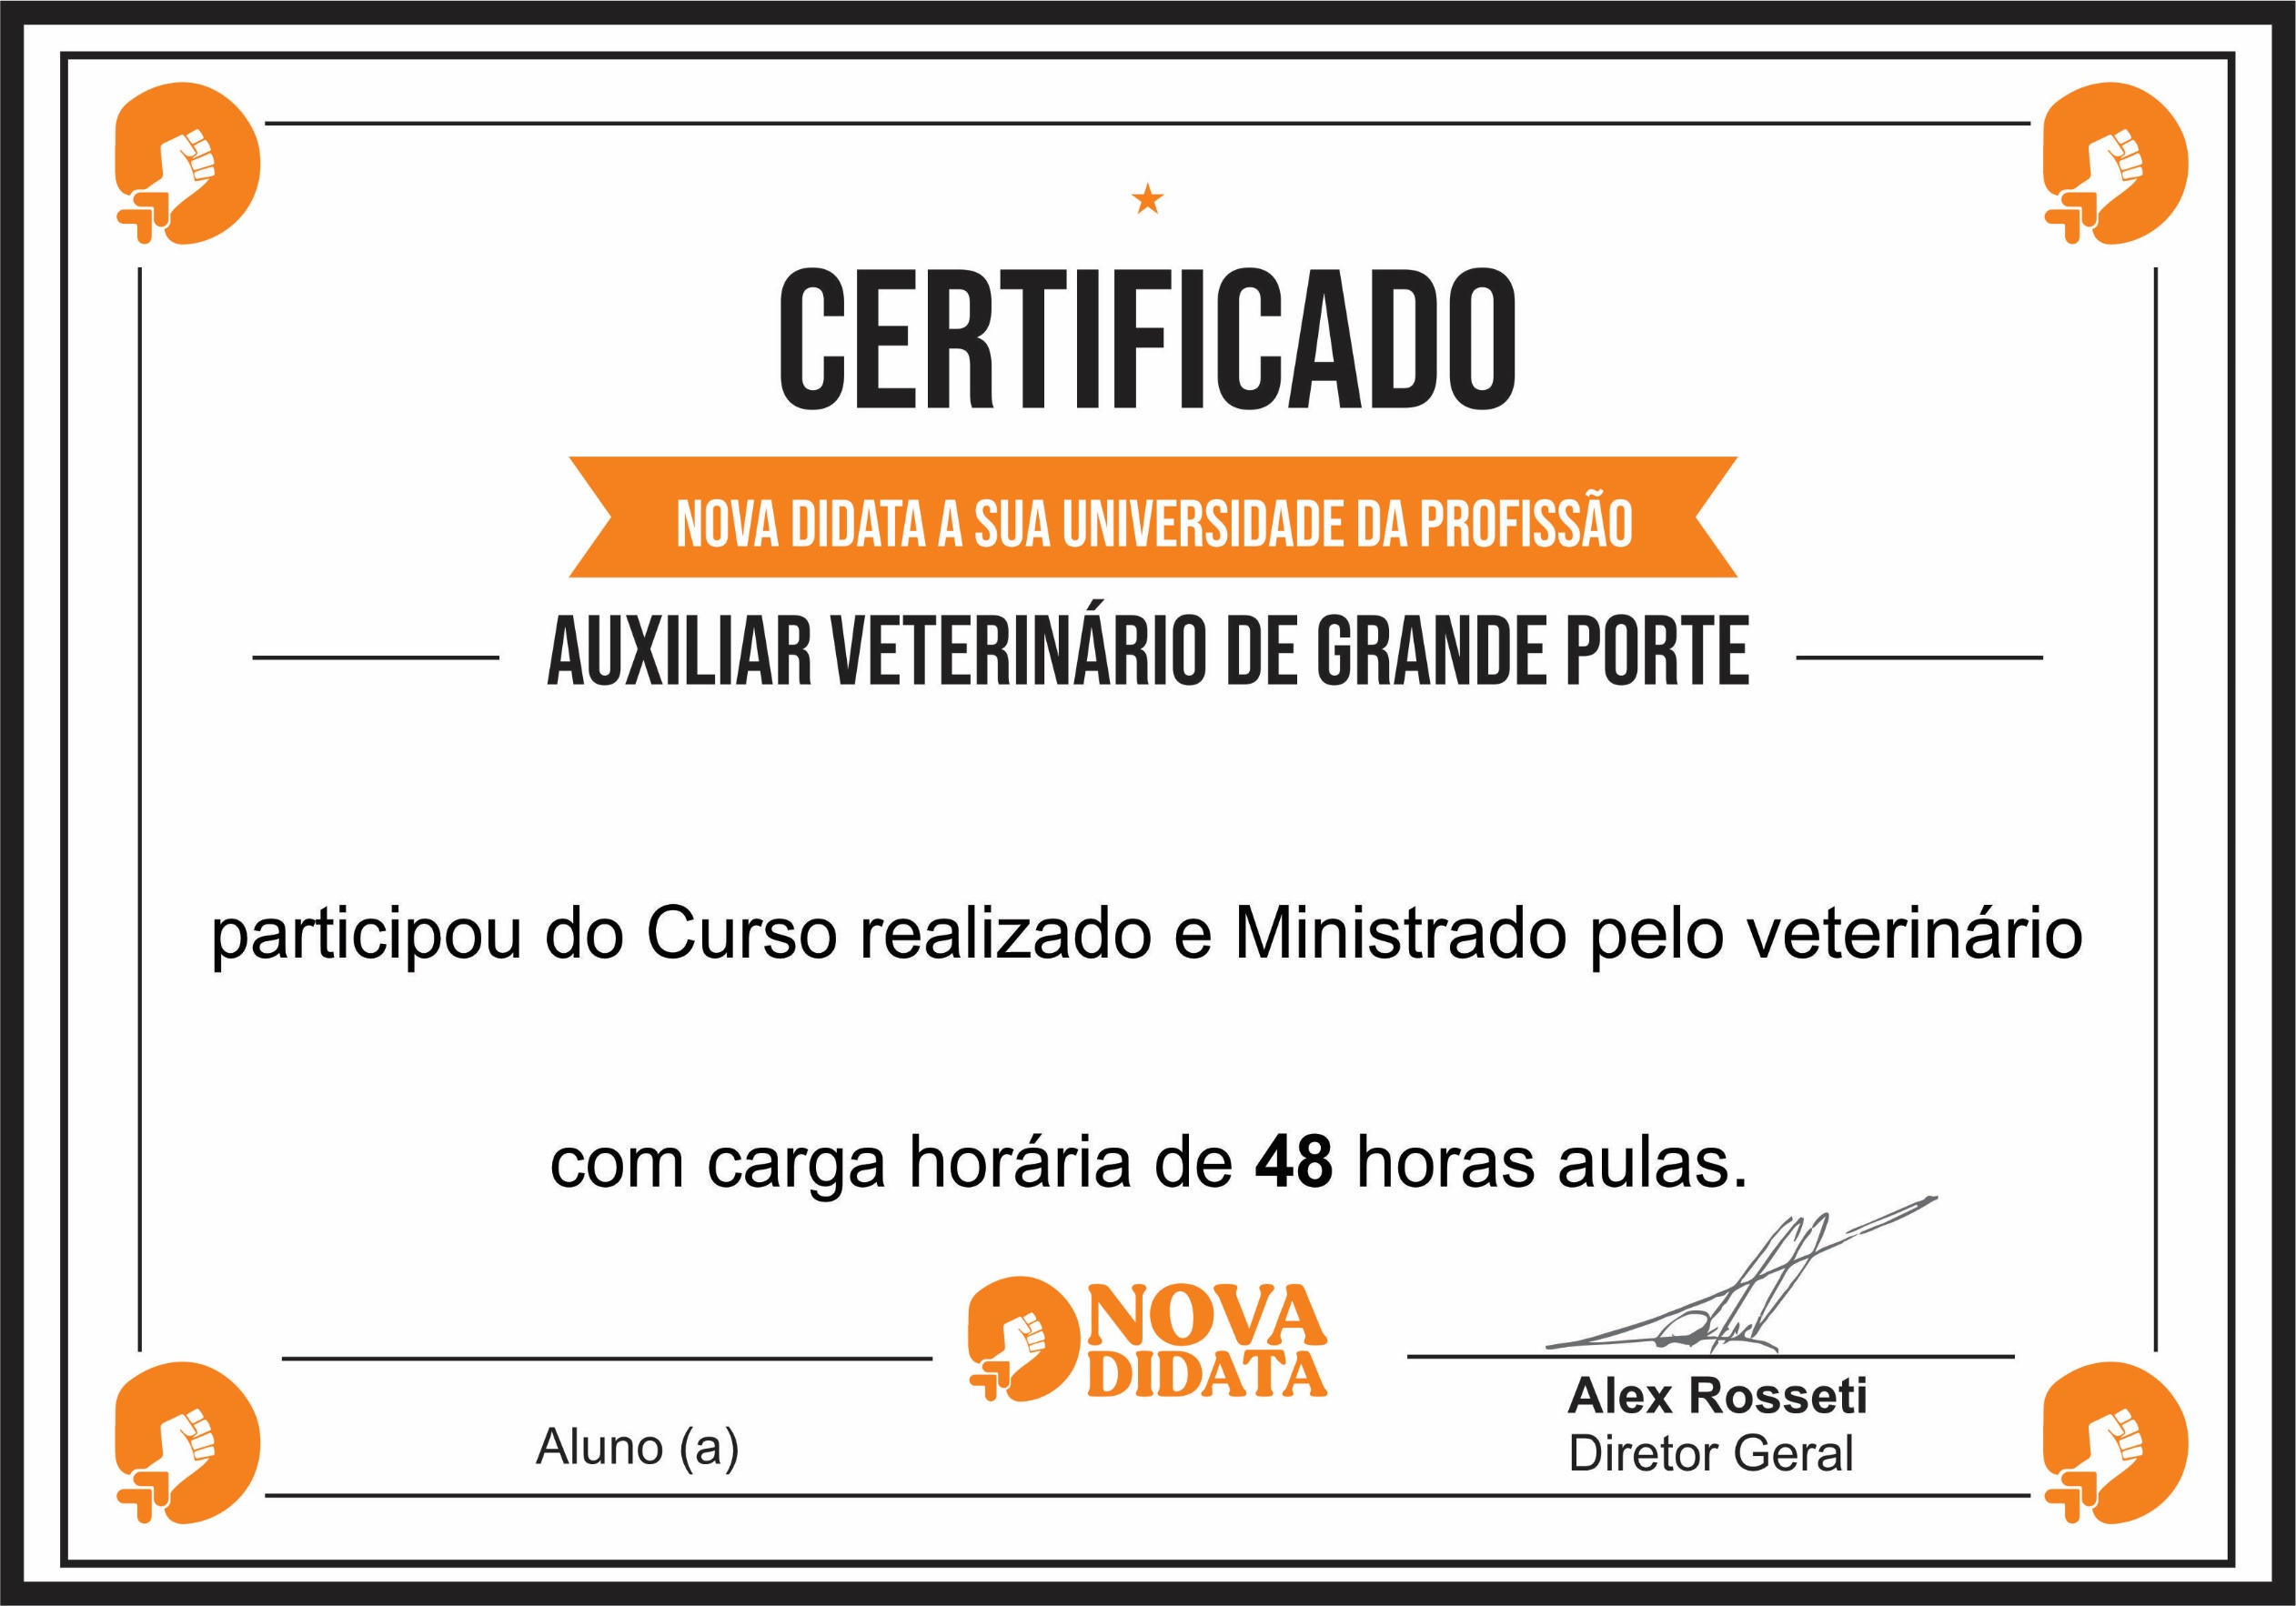 CERTIFICADO
NOVA DIDATA A SUA UNIVERSIDADE DA PROFISSÃO
AUXILIAR VETERINÁRIO DE GRANDE PORTE
participou do Curso realizado e Ministrado pelo veterinário
com carga horária de 48 horas aulas.
NOVA
DIDATA
Aluno (a)
Alex Rosseti
Diretor Geral